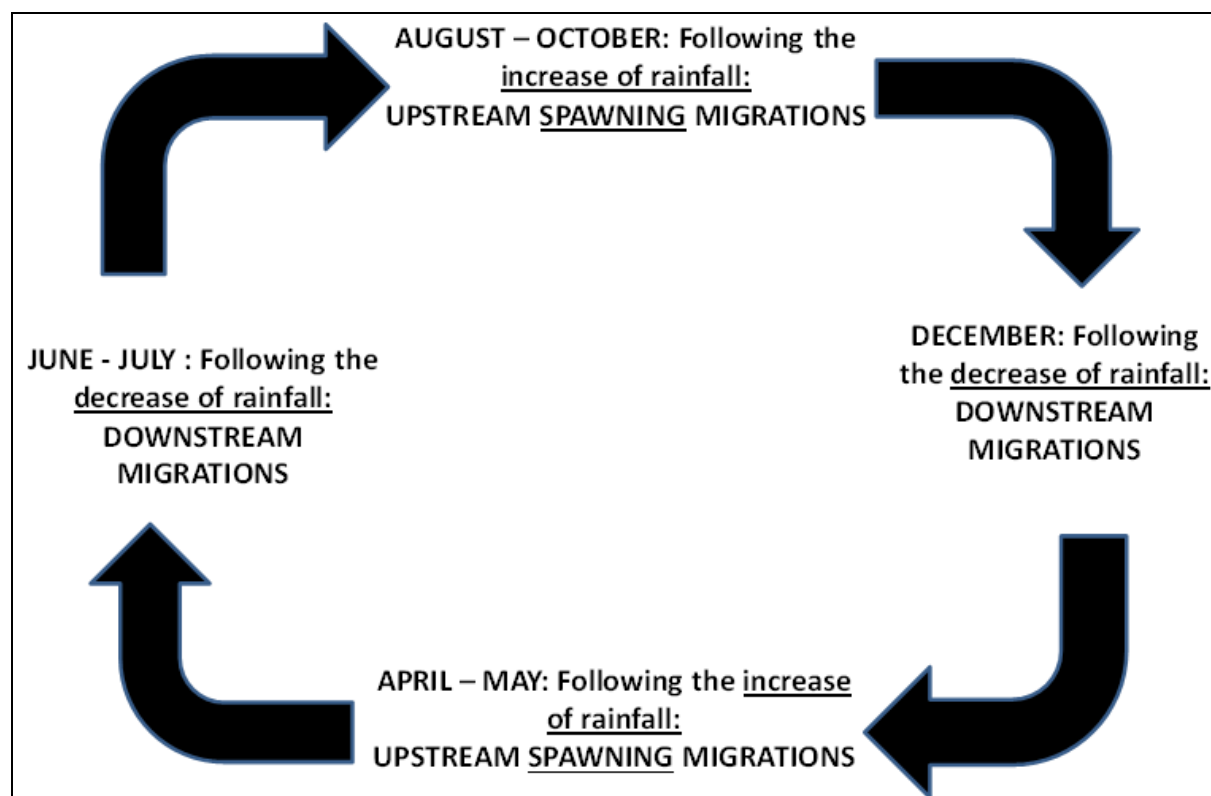 AUGUST – OCTOBER: Following the
increase of rainfall:
UPSTREAM SPAWNING MIGRATIONS
DECEMBER: Following
the decrease of rainfall:
DOWNSTREAM
MIGRATIONS
APRIL – MAY: Following the increase
of rainfall:
UPSTREAM SPAWNING MIGRATIONS
JUNE - JULY : Following the
decrease of rainfall:
DOWNSTREAM
MIGRATIONS